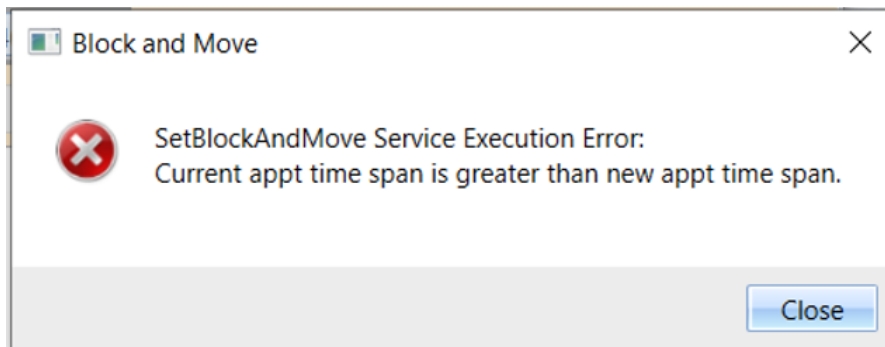 Block and Move
SetBlockAndMove Service Execution Error:
Current appt time span is greater than new appt time span.
Close